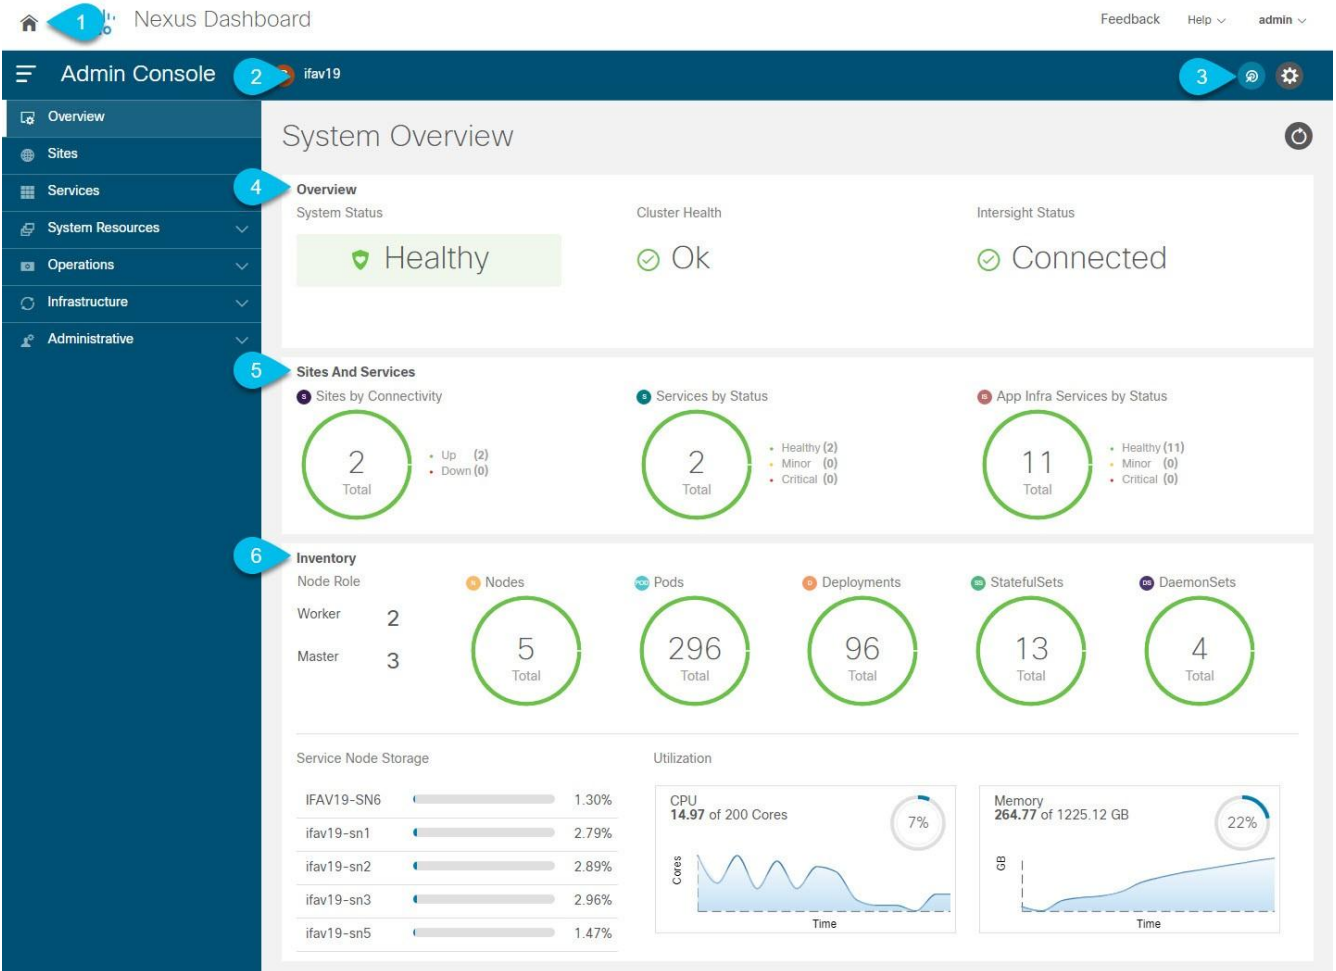 1 Nexus Dashboard Feedback Help admin
Admin Console 2 ifav19 3
Overview
Sites
Services
System Resources
Operations
Infrastructure
Administrative
System Overview
4 Overview
System Status Cluster Health Intersight Status
Healthy Ok Connected
5 Sites And Services
S Sites by Connectivity S Services by Status IS App Infra Services by Status
2 Total Up (2) Down (0)
2 Total Healthy (2) Minor (0) Critical (0)
11 Total Healthy (11) Minor (0) Critical (0)
6 Inventory
Node Role N Nodes POD Pods D Deployments SS StatefulSets DS DaemonSets
Worker 2
Master 3
5 296 96 13 4
Total Total Total Total Total
Service Node Storage
IFAV19-SN6 1.30%
ifav19-sn1 2.79%
ifav19-sn2 2.89%
ifav19-sn3 2.96%
ifav19-sn5 1.47%
Utilization
CPU
14.97 of 200 Cores
7%
Cores
Time
Memory
264.77 of 1225.12 GB
22%
GB
Time